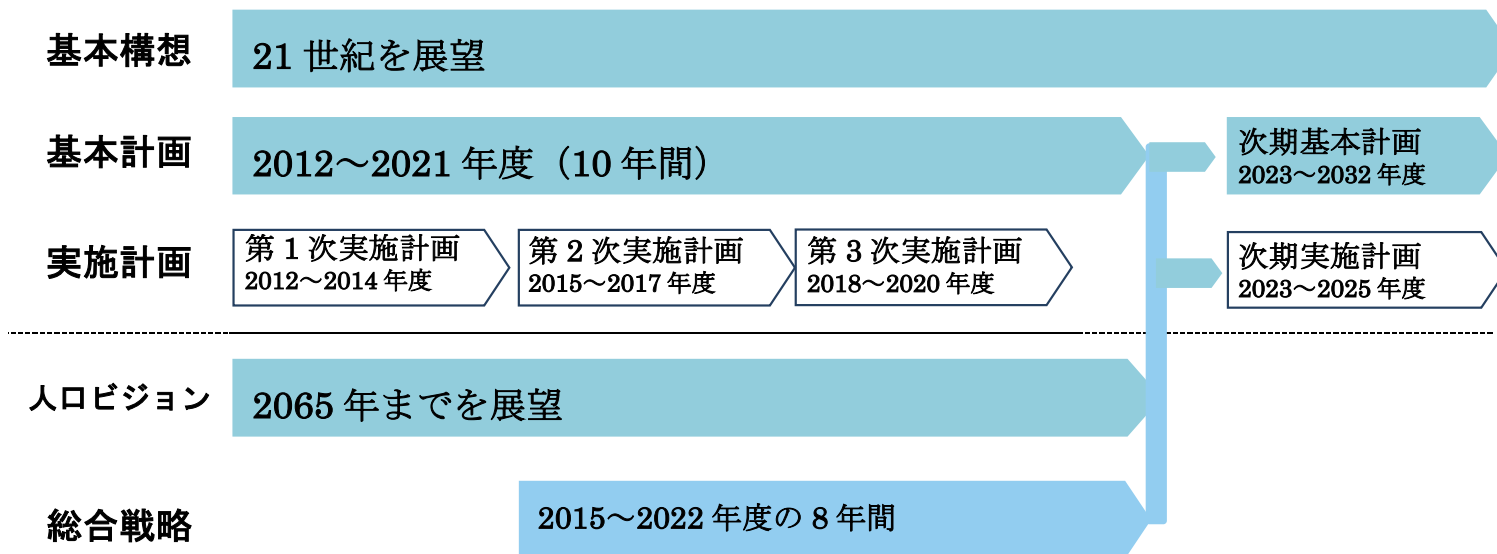 基本構想
21 世紀を展望
基本計画
2012～2021 年度（10 年間）
次期基本計画
2023～2032 年度
実施計画
第 1 次実施計画
2012～2014 年度
第 2 次実施計画
2015～2017 年度
第 3 次実施計画
2018～2020 年度
次期実施計画
2023～2025 年度
人口ビジョン
2065 年までを展望
総合戦略
2015～2022 年度の 8 年間